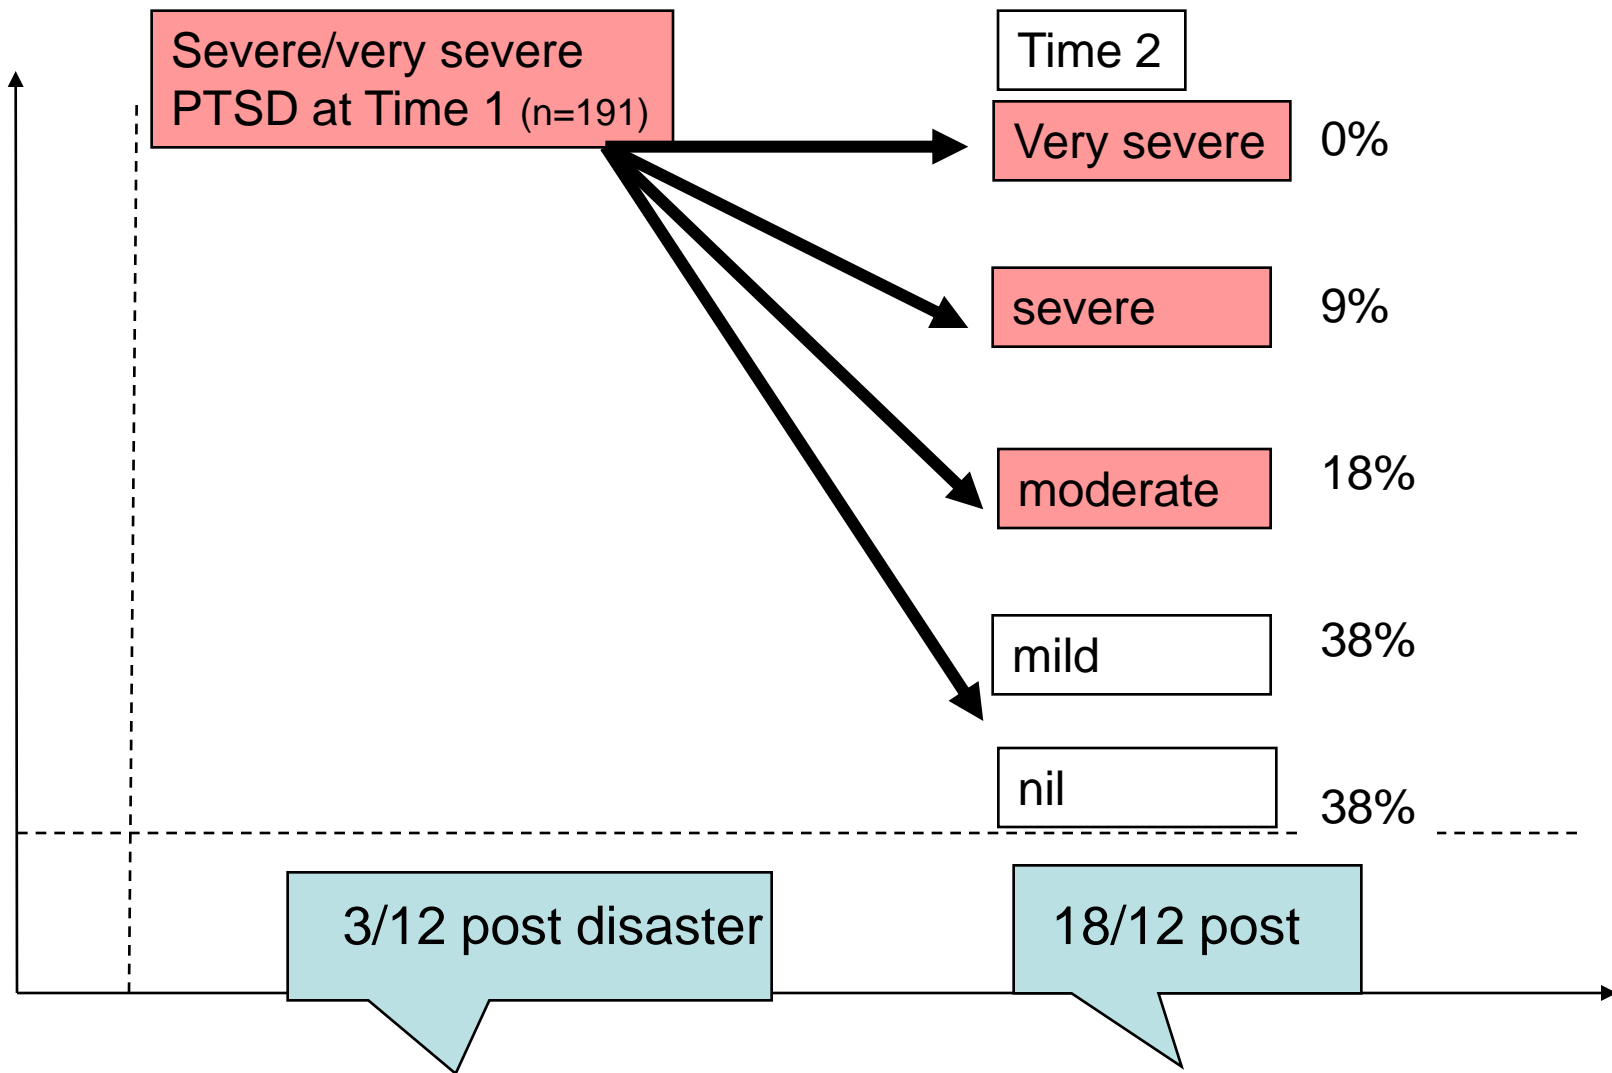 Severe/very severe
PTSD at Time 1 (n=191)
Time 2
Very severe 0%
severe 9%
moderate 18%
mild 38%
nil 38%
3/12 post disaster
18/12 post